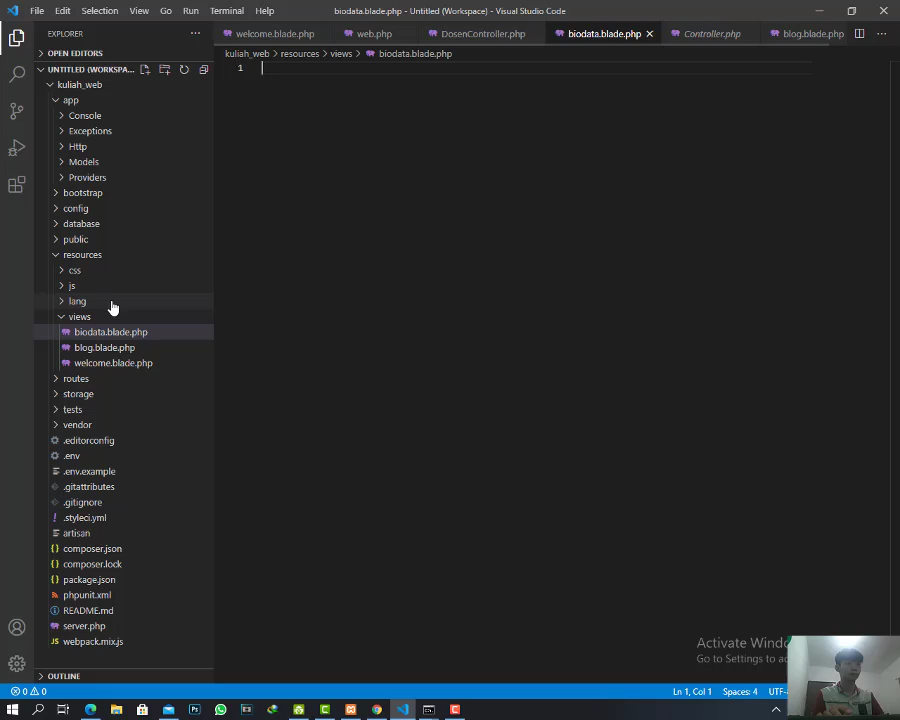 File Edit Selection View Go Run Terminal Help biodata.blade.php - Untitled (Workspace) - Visual Studio Code
EXPLORER
welcome.blade.php web.php DosenController.php biodata.blade.php Controller.php blog.blade.php
OPEN EDITORS
kuliah_web > resources > views > biodata.blade.php
UNTITLED (WORKSPA...
1
kuliah_web
app
Console
Exceptions
Http
Models
Providers
bootstrap
config
database
public
resources
css
js
lang
views
biodata.blade.php
blog.blade.php
welcome.blade.php
routes
storage
tests
vendor
.editorconfig
.env
.env.example
.gitattributes
.gitignore
.styleci.yml
artisan
composer.json
composer.lock
package.json
phpunit.xml
README.md
server.php
webpack.mix.js
Activate Windo
Go to Settings to a
OUTLINE
0 0 Ln 1, Col 1 Spaces: 4 UTF-